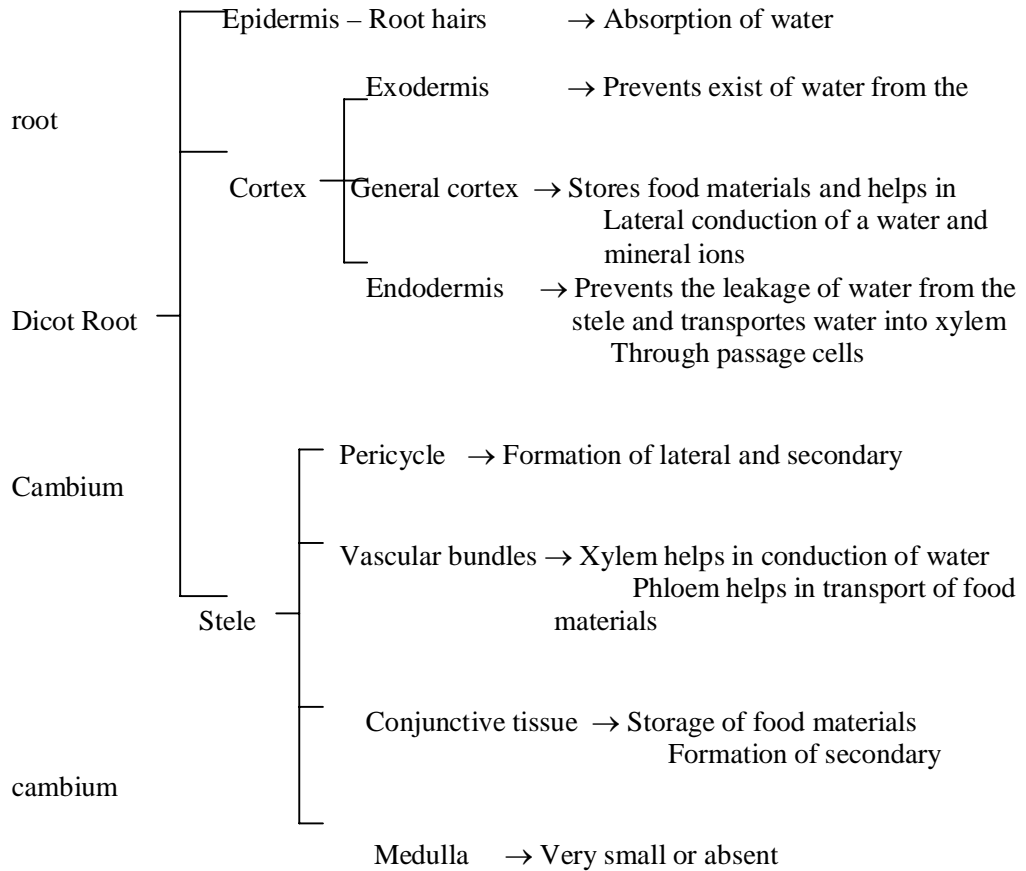 Epidermis – Root hairs → Absorption of water
Exodermis → Prevents exist of water from the
root
Cortex General cortex → Stores food materials and helps in
Lateral conduction of a water and
mineral ions
Endodermis → Prevents the leakage of water from the
Dicot Root stele and transportes water into xylem
Through passage cells
Pericycle → Formation of lateral and secondary
Cambium
Vascular bundles → Xylem helps in conduction of water
Phloem helps in transport of food
Stele materials
Conjunctive tissue → Storage of food materials
Formation of secondary
cambium
Medulla → Very small or absent